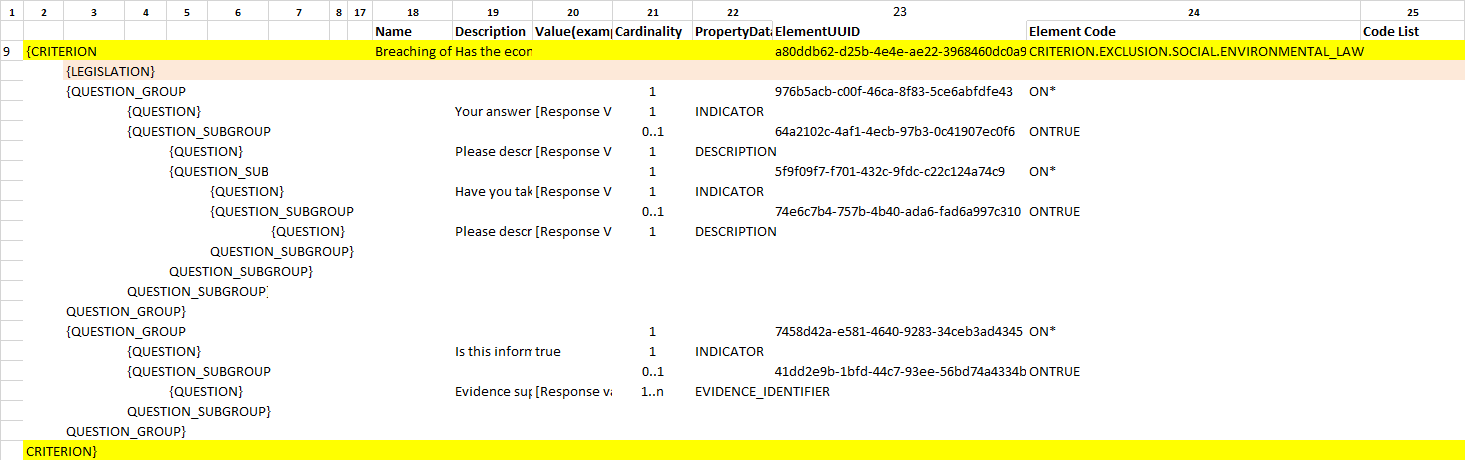 1 2 3 4 5 6 7 8 17 18 19 20 21 22 23 24 25
Name Description Value(examp Cardinality PropertyData ElementUUID Element Code Code List
9 {CRITERION Breaching of Has the econ a80ddb62-d25b-4e4e-ae22-3968460dc0a9 CRITERION.EXCLUSION.SOCIAL.ENVIRONMENTAL_LAW
{LEGISLATION}
{QUESTION_GROUP 1 976b5acb-c00f-46ca-8f83-5ce6abfdfe43 ON*
{QUESTION} Your answer [Response V 1 INDICATOR
{QUESTION_SUBGROUP 0..1 64a2102c-4af1-4ecb-97b3-0c41907ec0f6 ONTRUE
{QUESTION} Please descr [Response V 1 DESCRIPTION
{QUESTION_SUB 1 5f9f09f7-f701-432c-9fdc-c22c124a74c9 ON*
{QUESTION} Have you tak [Response V 1 INDICATOR
{QUESTION_SUBGROUP 0..1 74e6c7b4-757b-4b40-ada6-fad6a997c310 ONTRUE
{QUESTION} Please descr [Response V 1 DESCRIPTION
QUESTION_SUBGROUP}
QUESTION_SUBGROUP}
QUESTION_SUBGROUP}
QUESTION_GROUP}
{QUESTION_GROUP 1 7458d42a-e581-4640-9283-34ceb3ad4345 ON*
{QUESTION} Is this inform true 1 INDICATOR
{QUESTION_SUBGROUP 0..1 41dd2e9b-1bfd-44c7-93ee-56bd74a4334b ONTRUE
{QUESTION} Evidence sup [Response va 1..n EVIDENCE_IDENTIFIER
QUESTION_SUBGROUP}
QUESTION_GROUP}
CRITERION}